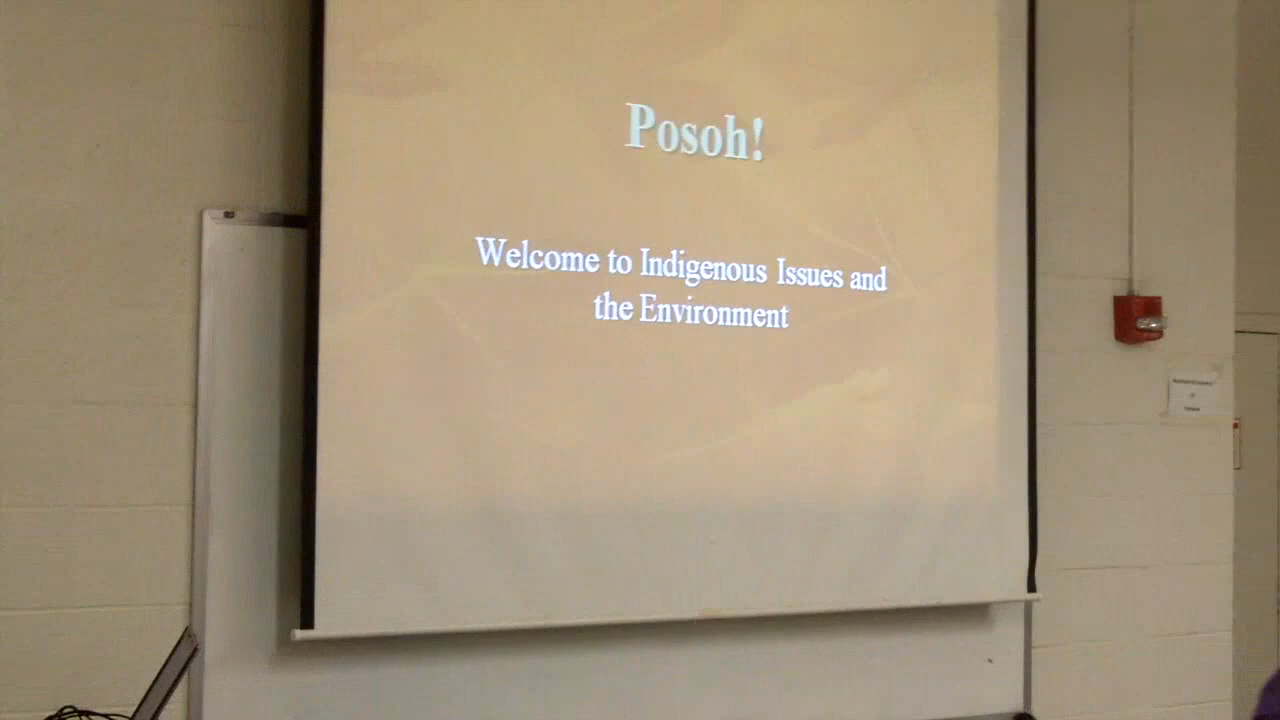 Posoh!
Welcome to Indigenous Issues and
the Environment